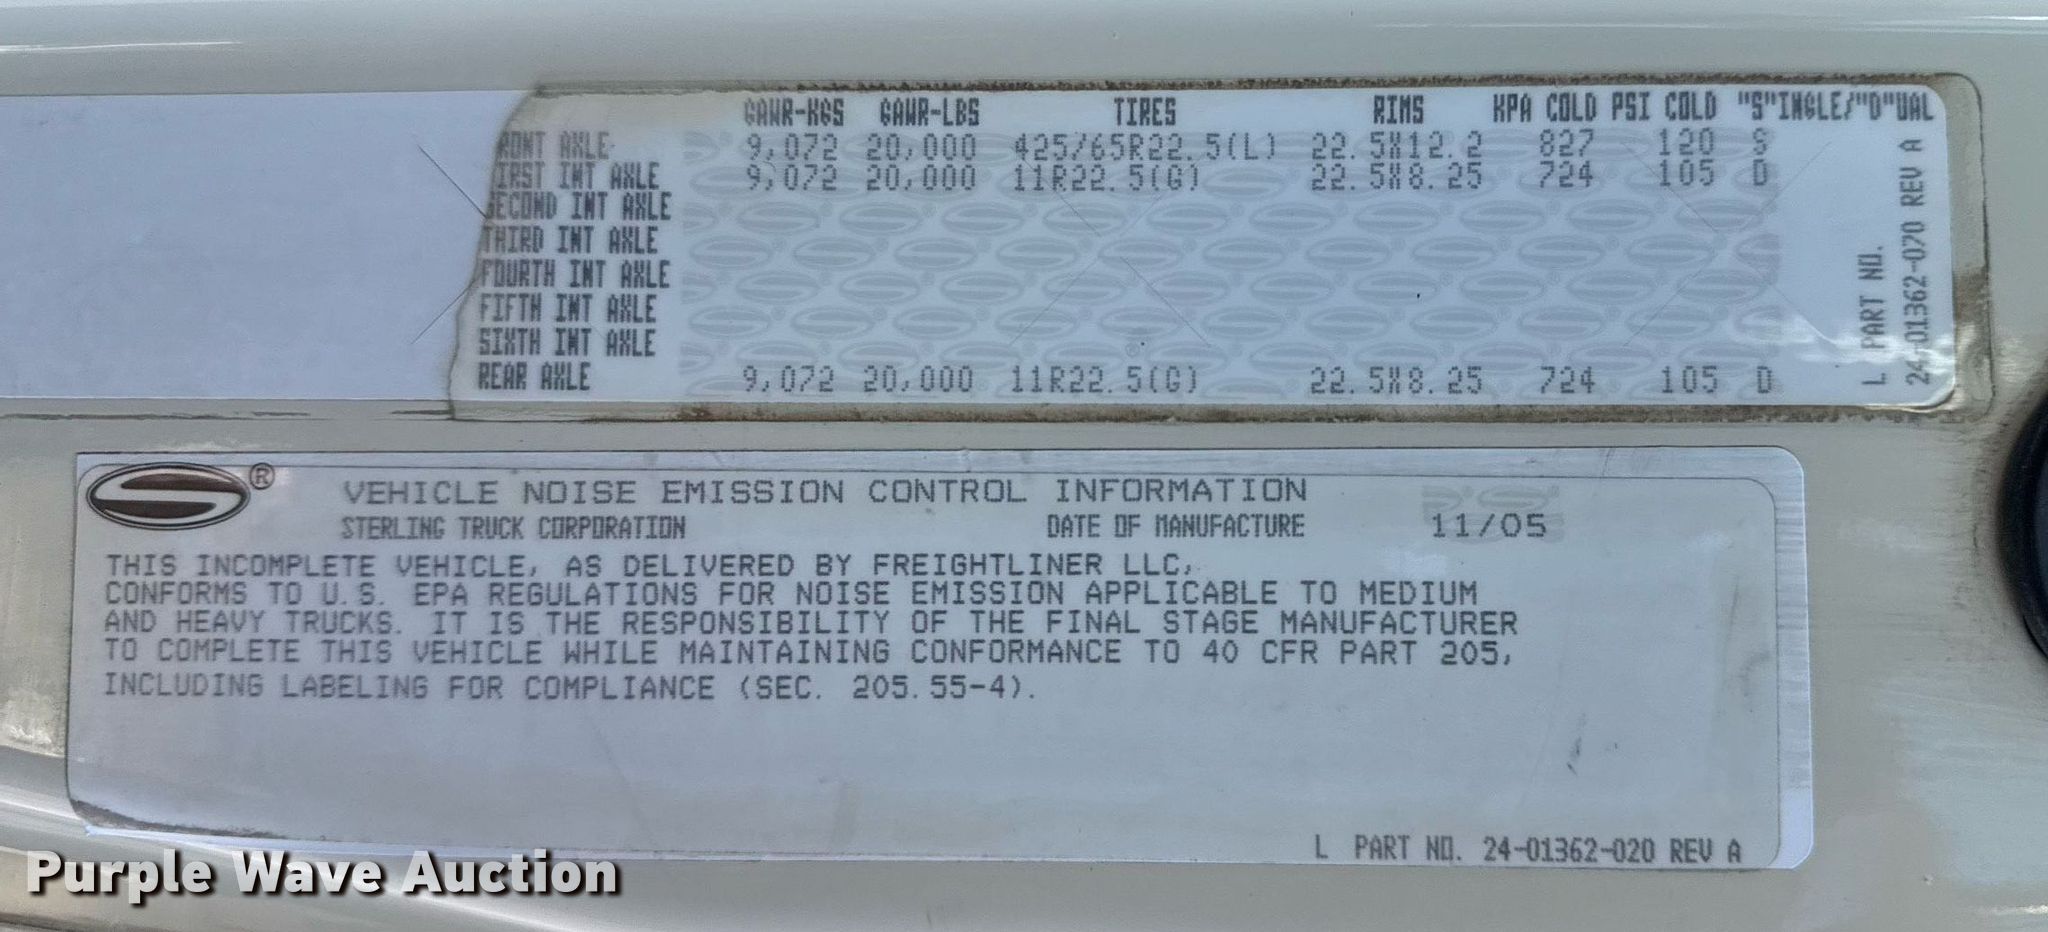 GAWR-KGS GAWR-LBS TIRES RIMS KPA COLD PSI COLD "S"INGLE/"D"UAL
RONT AXLE 9,072 20,000 425/65R22.5(L) 22.5X12.2 827 120 S
IRST INT AXLE 9,072 20,000 11R22.5(G) 22.5X8.25 724 105 D
SECOND INT AXLE
THIRD INT AXLE
FOURTH INT AXLE
FIFTH INT AXLE
SIXTH INT AXLE
REAR AXLE 9,072 20,000 11R22.5(G) 22.5X8.25 724 105 D
L PART NO.
24-01362-070 REV A
®
VEHICLE NOISE EMISSION CONTROL INFORMATION
STERLING TRUCK CORPORATION DATE OF MANUFACTURE 11/05
THIS INCOMPLETE VEHICLE, AS DELIVERED BY FREIGHTLINER LLC,
CONFORMS TO U.S. EPA REGULATIONS FOR NOISE EMISSION APPLICABLE TO MEDIUM
AND HEAVY TRUCKS. IT IS THE RESPONSIBILITY OF THE FINAL STAGE MANUFACTURER
TO COMPLETE THIS VEHICLE WHILE MAINTAINING CONFORMANCE TO 40 CFR PART 205,
INCLUDING LABELING FOR COMPLIANCE (SEC. 205.55-4).
L PART NO. 24-01362-020 REV A
Purple Wave Auction